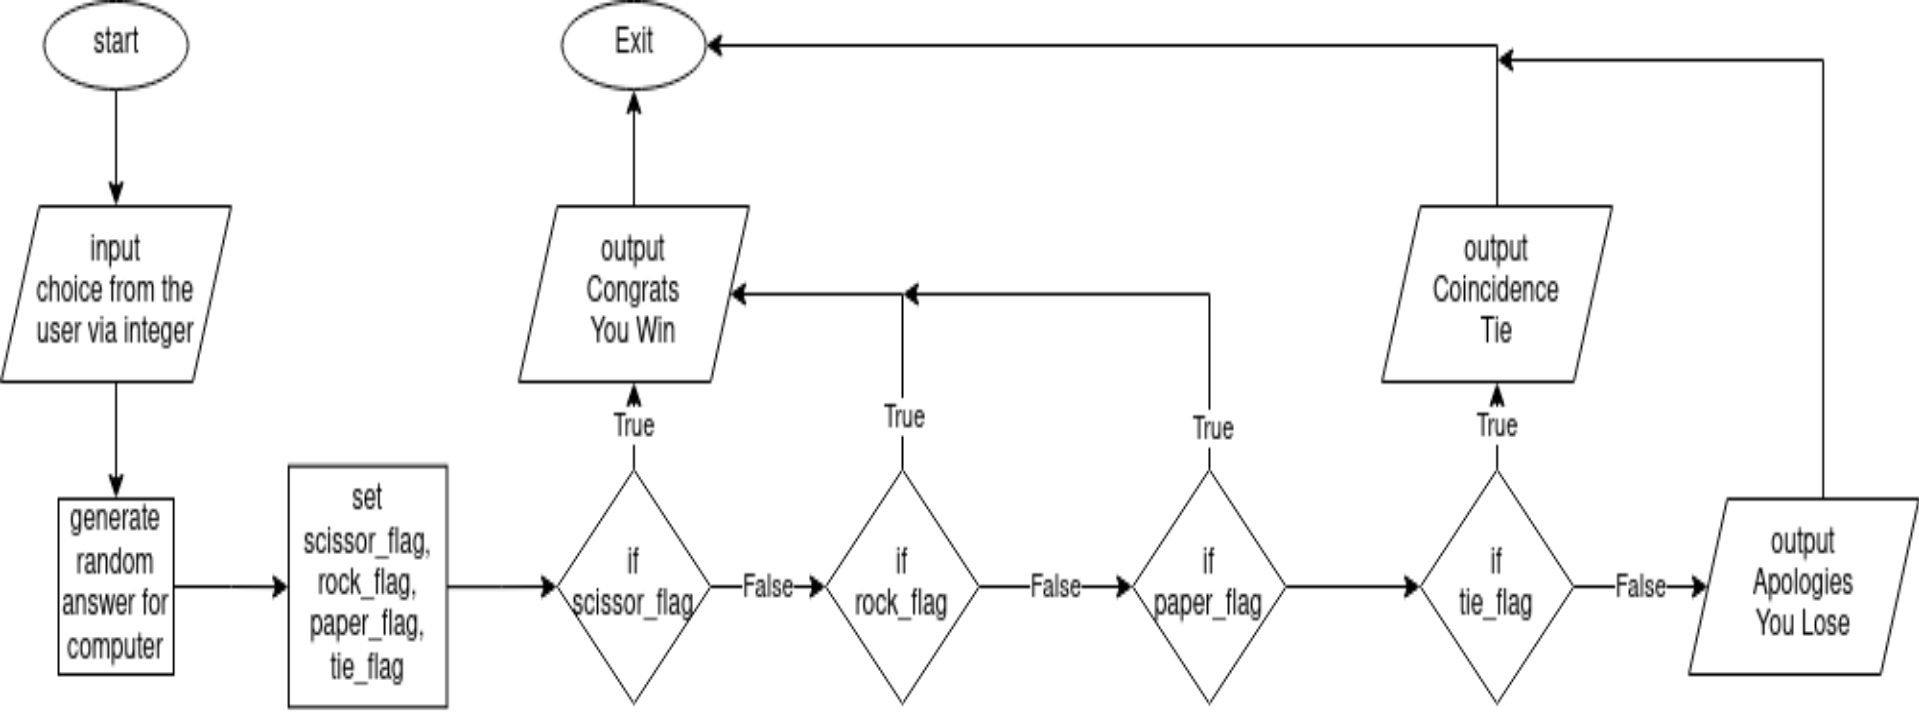 start
input
choice from the
user via integer
generate
random
answer for
computer
set
scissor_flag,
rock_flag,
paper_flag,
tie_flag
if
scissor_flag
True
False
output
Congrats
You Win
Exit
if
rock_flag
True
False
if
paper_flag
True
if
tie_flag
True
False
output
Coincidence
Tie
output
Apologies
You Lose